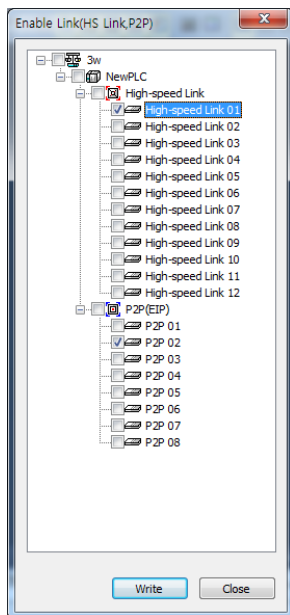 Enable Link(HS Link,P2P)
3w
NewPLC
High-speed Link
High-speed Link 01
High-speed Link 02
High-speed Link 03
High-speed Link 04
High-speed Link 05
High-speed Link 06
High-speed Link 07
High-speed Link 08
High-speed Link 09
High-speed Link 10
High-speed Link 11
High-speed Link 12
P2P(EIP)
P2P 01
P2P 02
P2P 03
P2P 04
P2P 05
P2P 06
P2P 07
P2P 08
Write Close